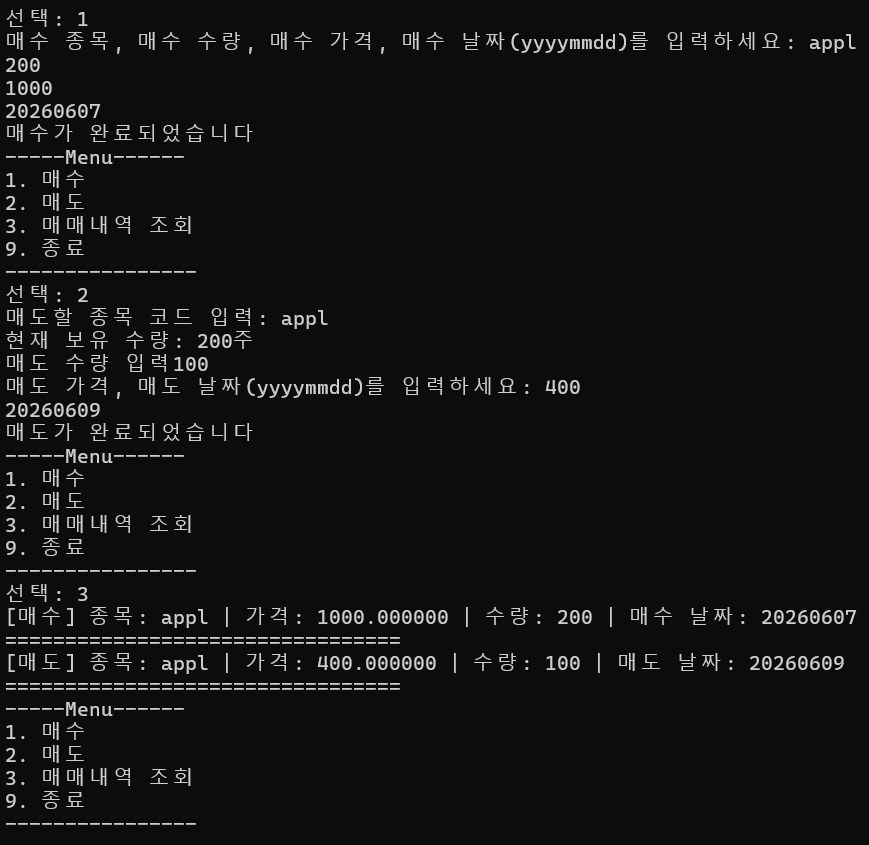 선택: 1
매수 종목, 매수 수량, 매수 가격, 매수 날짜(yyyymmdd)를 입력하세요: appl
200
1000
20260607
매수가 완료되었습니다
-----Menu------
1. 매수
2. 매도
3. 매매내역 조회
9. 종료
----------------
선택: 2
매도할 종목 코드 입력: appl
현재 보유 수량: 200주
매도 수량 입력100
매도 가격, 매도 날짜(yyyymmdd)를 입력하세요: 400
20260609
매도가 완료되었습니다
-----Menu------
1. 매수
2. 매도
3. 매매내역 조회
9. 종료
----------------
선택: 3
[매수] 종목: appl | 가격: 1000.000000 | 수량: 200 | 매수 날짜: 20260607
=================================
[매도] 종목: appl | 가격: 400.000000 | 수량: 100 | 매도 날짜: 20260609
=================================
-----Menu------
1. 매수
2. 매도
3. 매매내역 조회
9. 종료
----------------